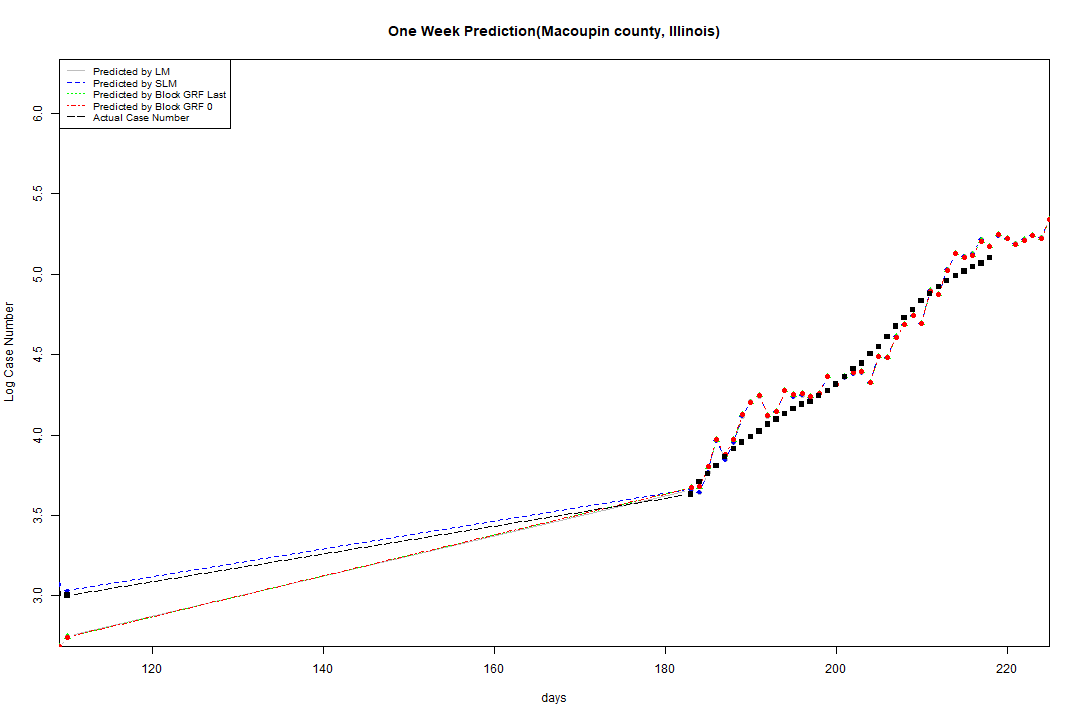 One Week Prediction(Macoupin county, Illinois)
Predicted by LM
Predicted by SLM
Predicted by Block GRF Last
Predicted by Block GRF 0
Actual Case Number
Log Case Number
6.0
5.5
5.0
4.5
4.0
3.5
3.0
120 140 160 180 200 220
days